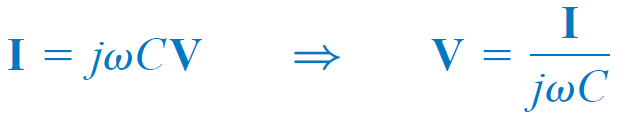 I = jωCV ⇒ V = I / jωC